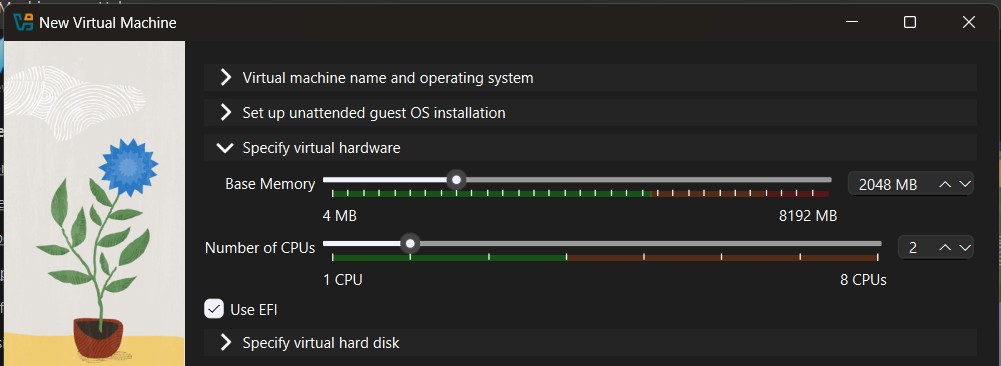 New Virtual Machine
Virtual machine name and operating system
Set up unattended guest OS installation
Specify virtual hardware
Base Memory 2048 MB
4 MB 8192 MB
Number of CPUs 2
1 CPU 8 CPUs
Use EFI
Specify virtual hard disk